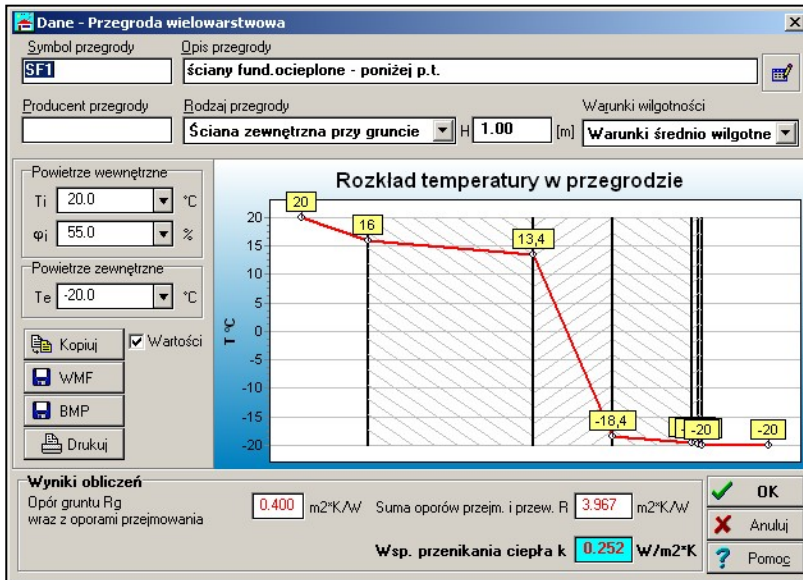 Dane - Przegroda wielowarstwowa
Symbol przegrody Opis przegrody
SF1 ściany fund.ocieplone - poniżej p.t.
Producent przegrody Rodzaj przegrody Warunki wilgotności
Ściana zewnętrzna przy gruncie H 1.00 [m] Warunki średnio wilgotne
Powietrze wewnętrzne
Ti 20.0 °C
φi 55.0 %
Powietrze zewnętrzne
Te -20.0 °C
Kopiuj Wartości
WMF
BMP
Drukuj
Rozkład temperatury w przegrodzie
T °C
20
15
10
5
0
-5
-10
-15
-20
20
16
13,4
-18,4
-20
-20
Wyniki obliczeń
Opór gruntu Rg
wraz z oporami przejmowania
0.400 m2*K/W Suma oporów przejm. i przew. R 3.967 m2*K/W
Wsp. przenikania ciepła k 0.252 W/m2*K
OK
Anuluj
Pomoc